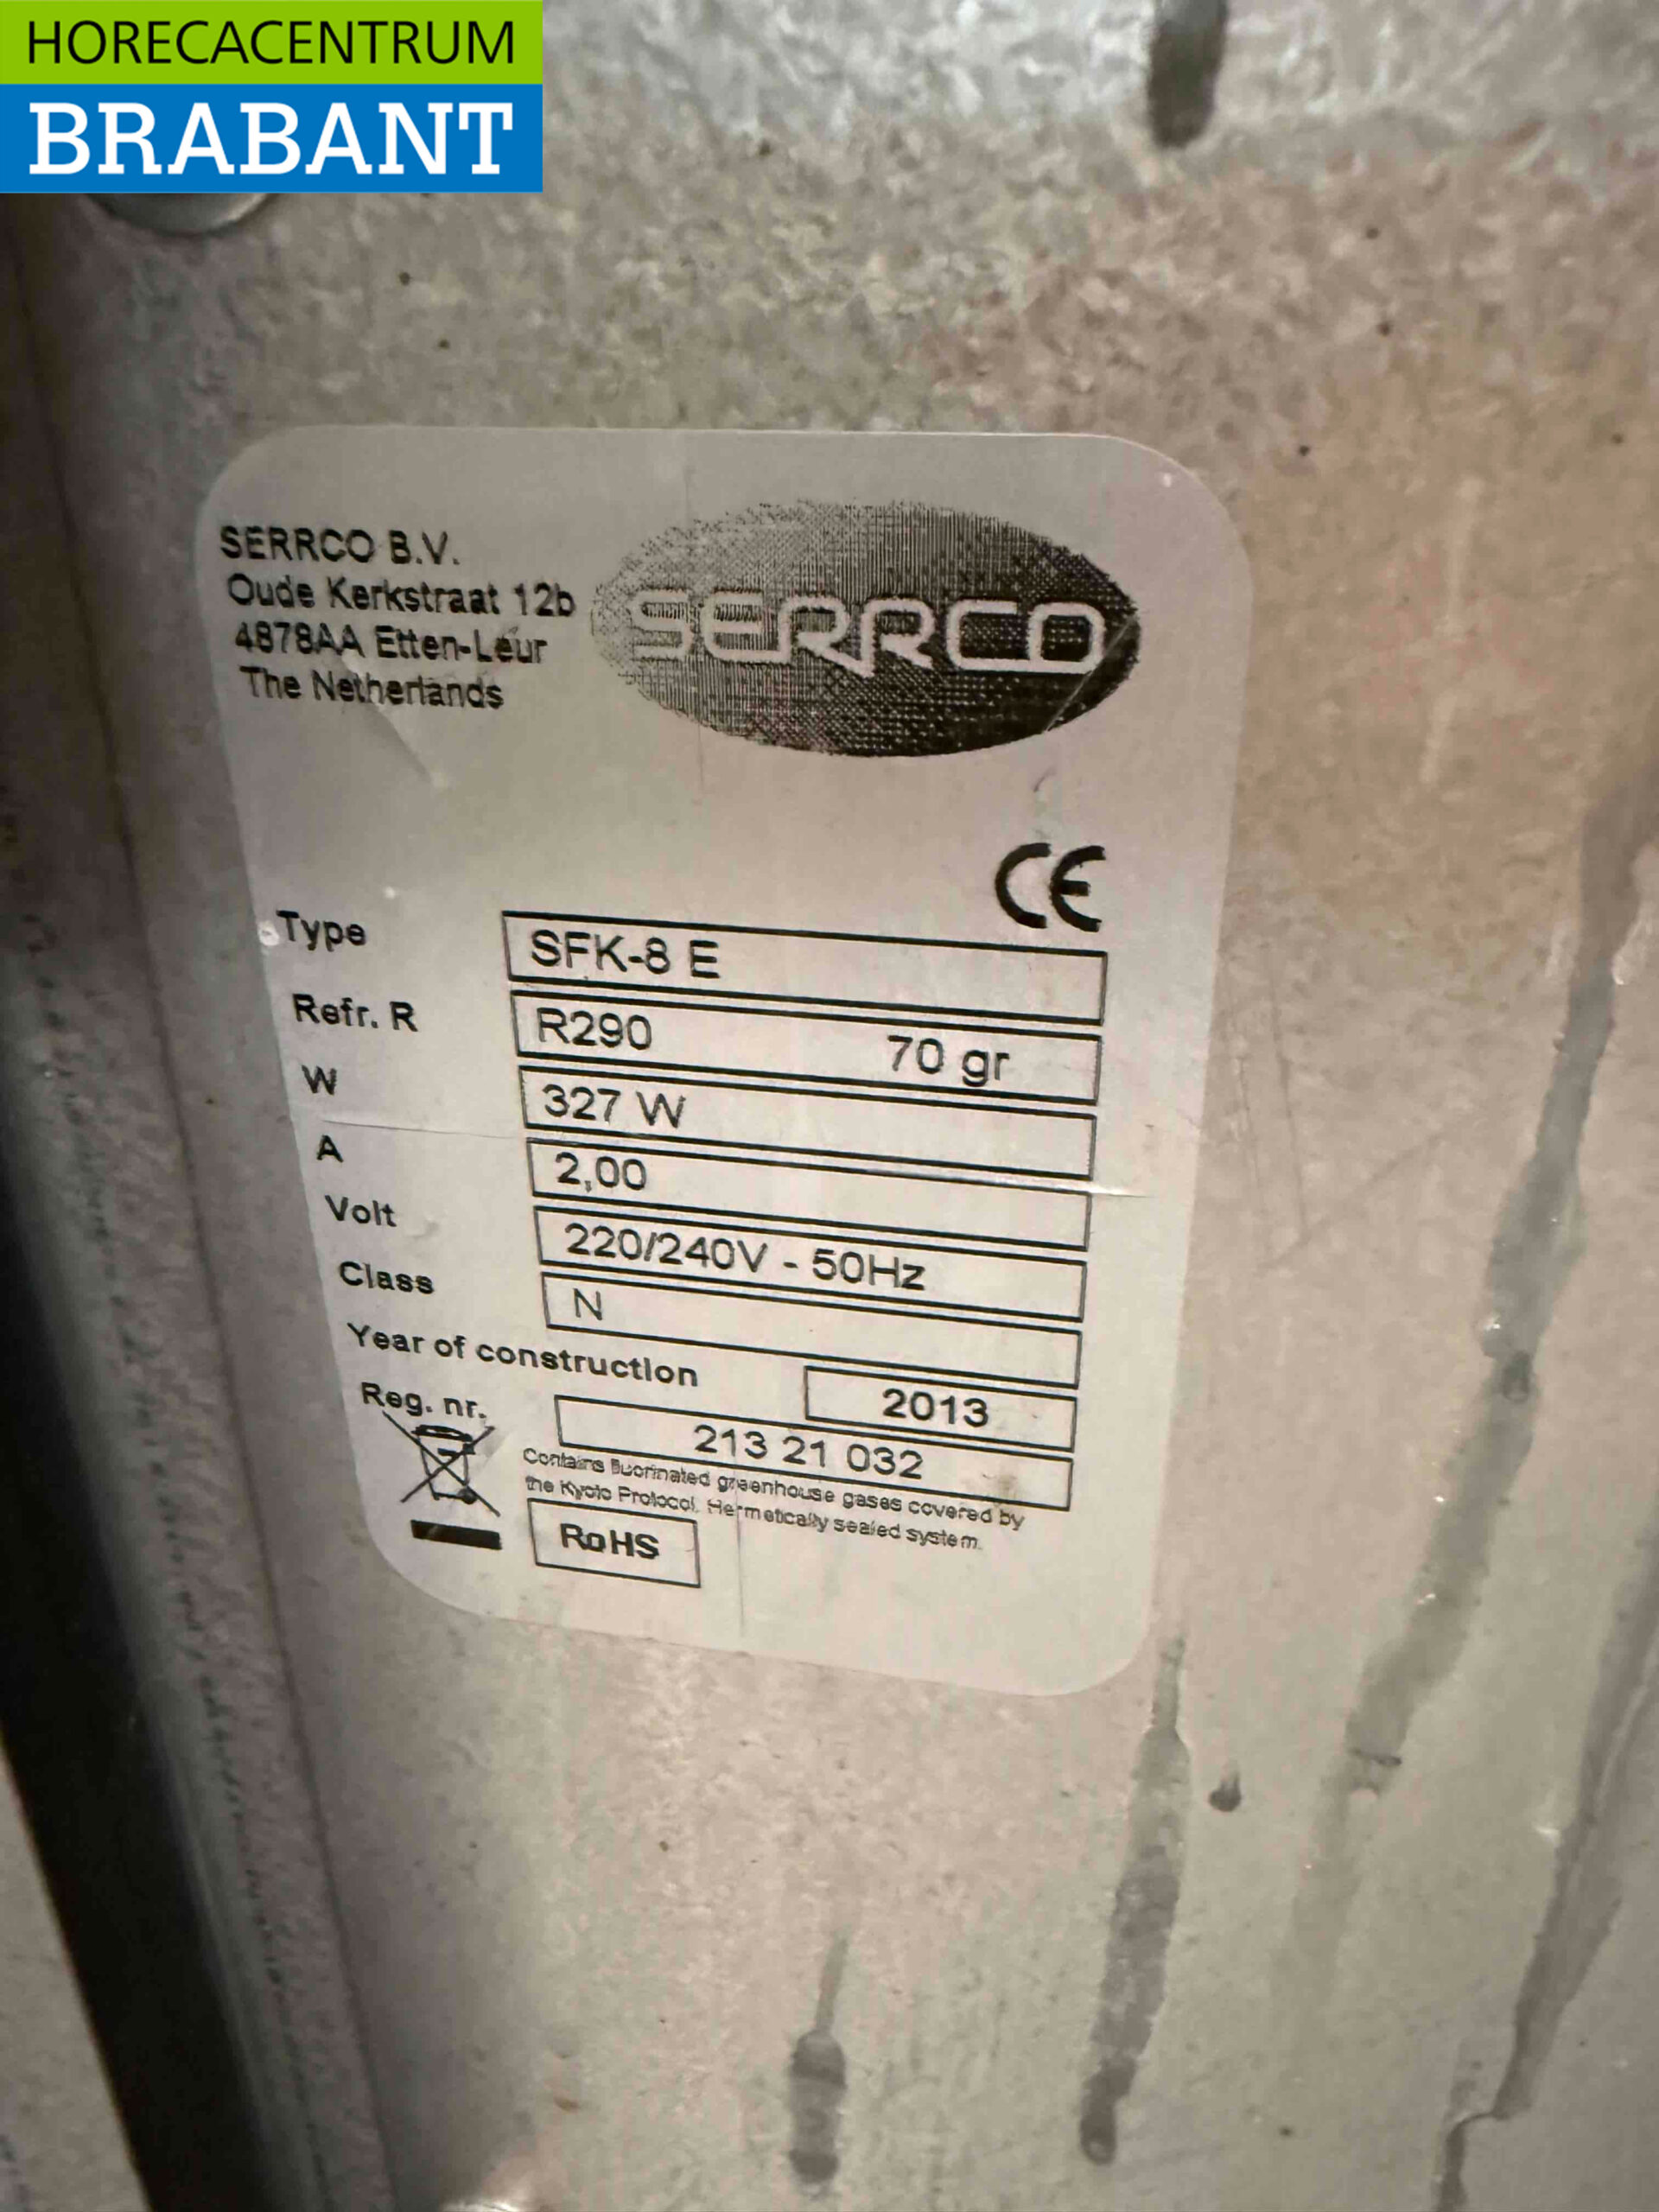 HORECACENTRUM
BRABANT
SERRCO B.V.
Oude Kerkstraat 12b
4878AA Etten-Leur
The Netherlands
SERRCO
CE
Type SFK-8 E
Refr. R R290 70 gr
W 327 W
A 2,00
Volt 220/240V - 50Hz
Class N
Year of construction 2013
Reg. nr. 213 21 032
Contains fluorinated greenhouse gases covered by
the Kyoto Protocol. Hermetically sealed system.
RoHS